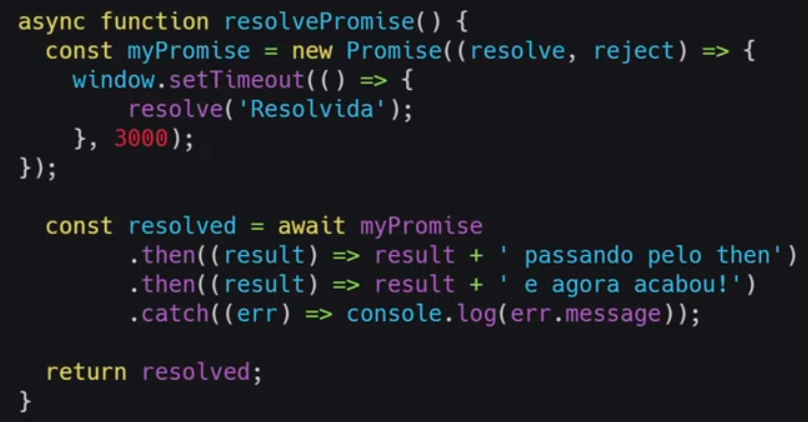 async function resolvePromise() {
  const myPromise = new Promise((resolve, reject) => {
    window.setTimeout(() => {
        resolve('Resolvida');
    }, 3000);
});

  const resolved = await myPromise
        .then((result) => result + ' passando pelo then')
        .then((result) => result + ' e agora acabou!')
        .catch((err) => console.log(err.message));

  return resolved;
}